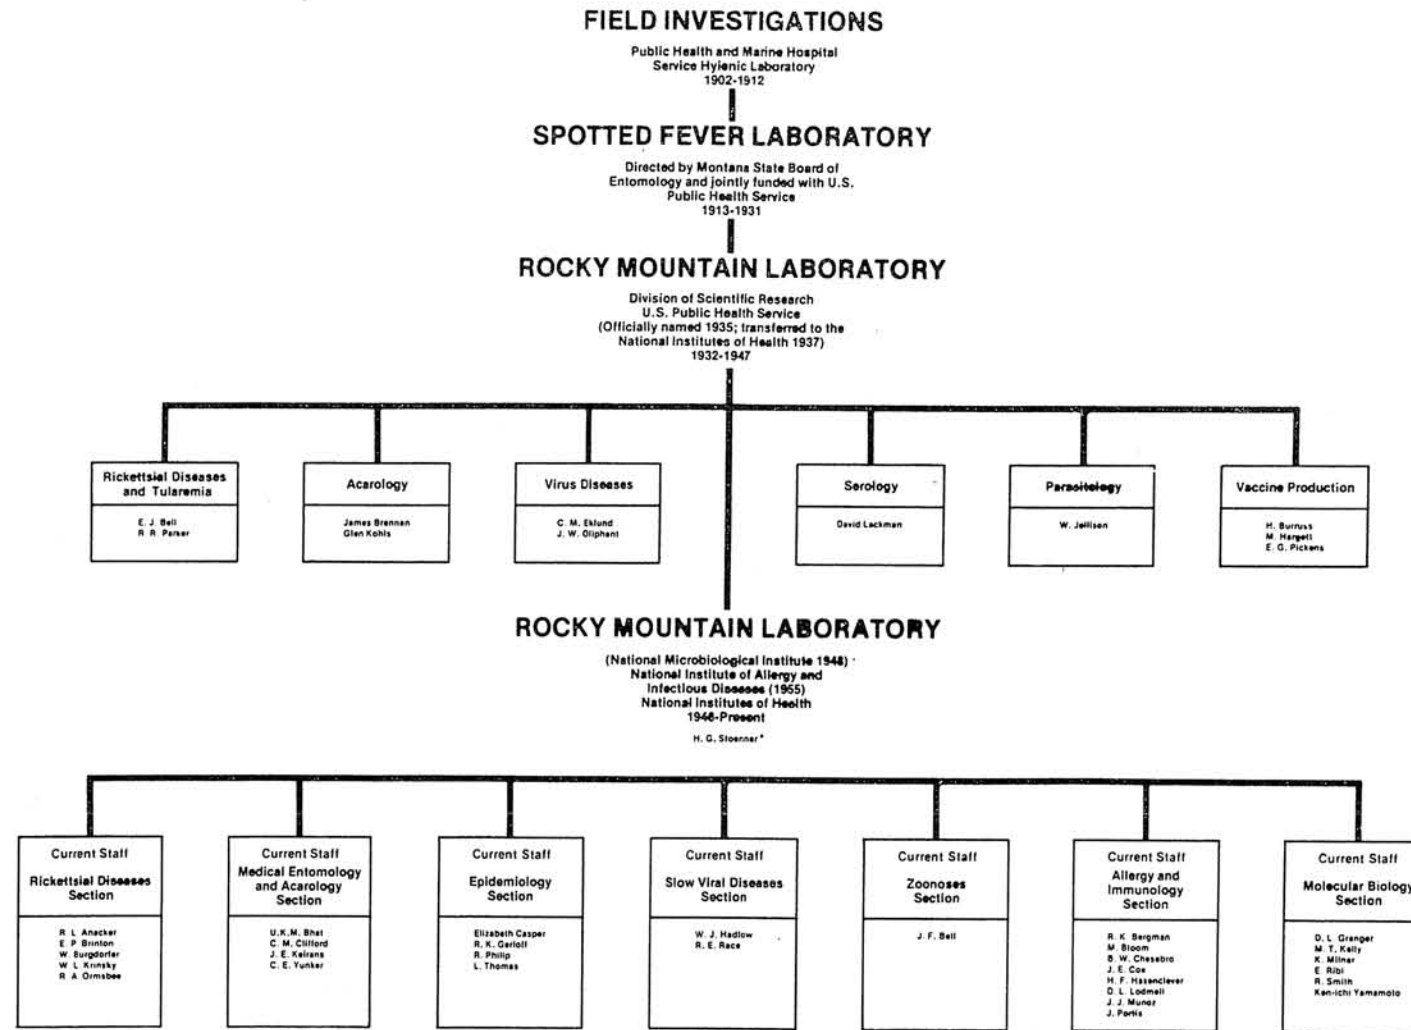 FIELD INVESTIGATIONS
Public Health and Marine Hospital
Service Hyienic Laboratory
1902-1912
SPOTTED FEVER LABORATORY
Directed by Montana State Board of
Entomology and jointly funded with U.S.
Public Health Service
1913-1931
ROCKY MOUNTAIN LABORATORY
Division of Scientific Research
U.S. Public Health Service
(Officially named 1935; transferred to the
National Institutes of Health 1937)
1932-1947
Rickettsial Diseases
and Tularemia
E. J. Bell
R. R. Parker
Acarology
James Brennan
Glen Kohls
Virus Diseases
C. M. Eklund
J. W. Oliphant
Serology
David Lackman
Parasitology
W. Jellison
Vaccine Production
H. Burruss
M. Hargett
E. G. Pickens
ROCKY MOUNTAIN LABORATORY
(National Microbiological Institute 1948)
National Institute of Allergy and
Infectious Diseases (1955)
National Institutes of Health
1948-Present
H. G. Stoenner*
Current Staff
Rickettsial Diseases
Section
R. L. Anacker
E. P. Brinton
W. Burgdorfer
W. L. Krinsky
R. A. Ormsbee
Current Staff
Medical Entomology
and Acarology
Section
U.K.M. Bhat
C. M. Clifford
J. E. Keirans
C. E. Yunker
Current Staff
Epidemiology
Section
Elizabeth Casper
R. K. Gerloff
R. Philip
L. Thomas
Current Staff
Slow Viral Diseases
Section
W. J. Hadlow
R. E. Race
Current Staff
Zoonoses
Section
J. F. Bell
Current Staff
Allergy and
Immunology
Section
R. K. Bergman
M. Bloom
B. W. Chesebro
J. E. Coe
H. F. Hasenclever
D. L. Lodmell
J. J. Munoz
J. Portis
Current Staff
Molecular Biology
Section
D. L. Granger
M. T. Kelly
K. Milner
E. Ribi
R. Smith
Ken-ichi Yamamoto